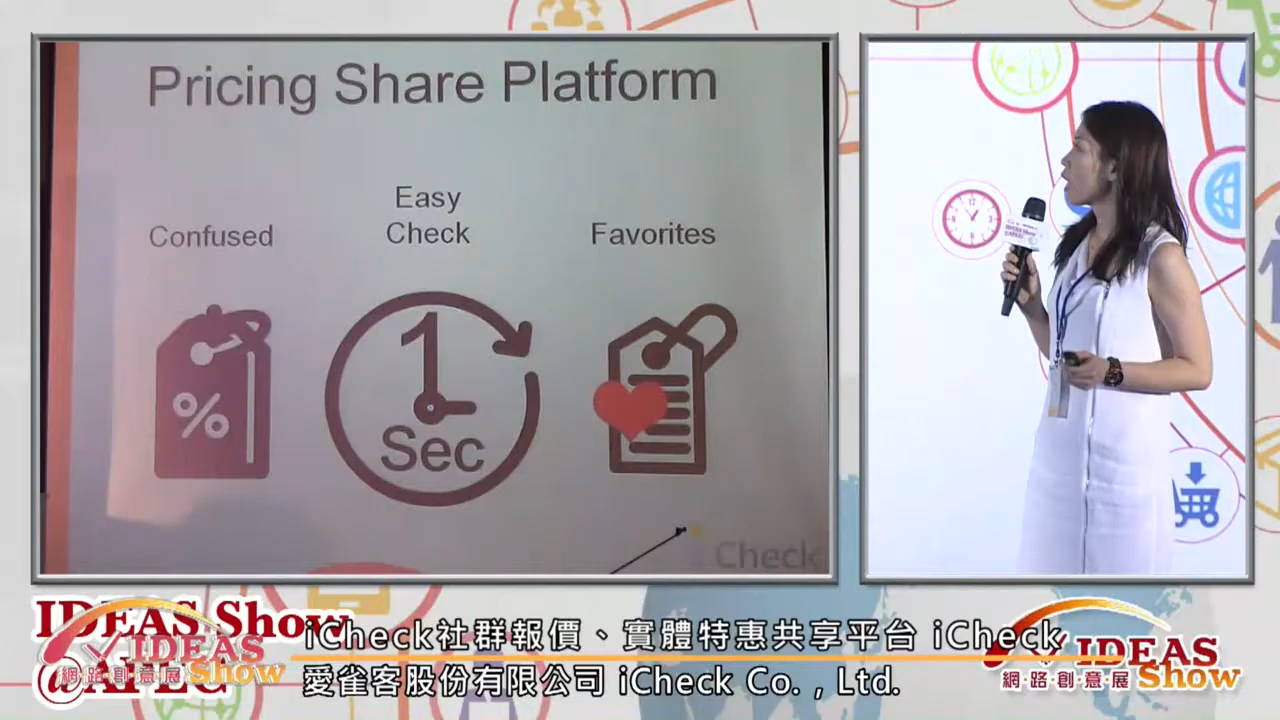 Pricing Share Platform
Easy
Check
Confused
Favorites
%
1
Sec
Check
IDEAS Show
@APEC
IDEAS
網路創意展 Show
iCheck社群報價、實體特惠共享平台 iCheck
愛雀客股份有限公司 iCheck Co. , Ltd.
IDEAS
網路創意展 Show